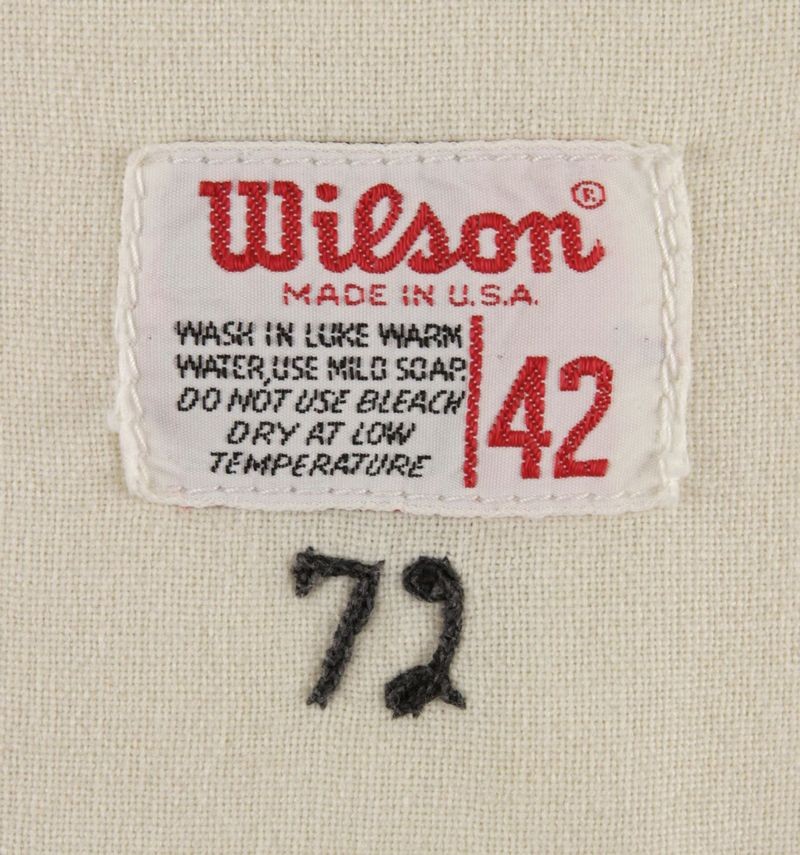 Wilson®
MADE IN U.S.A.
WASH IN LUKE WARM
WATER,USE MILD SOAP.
DO NOT USE BLEACH
DRY AT LOW
TEMPERATURE
42
72